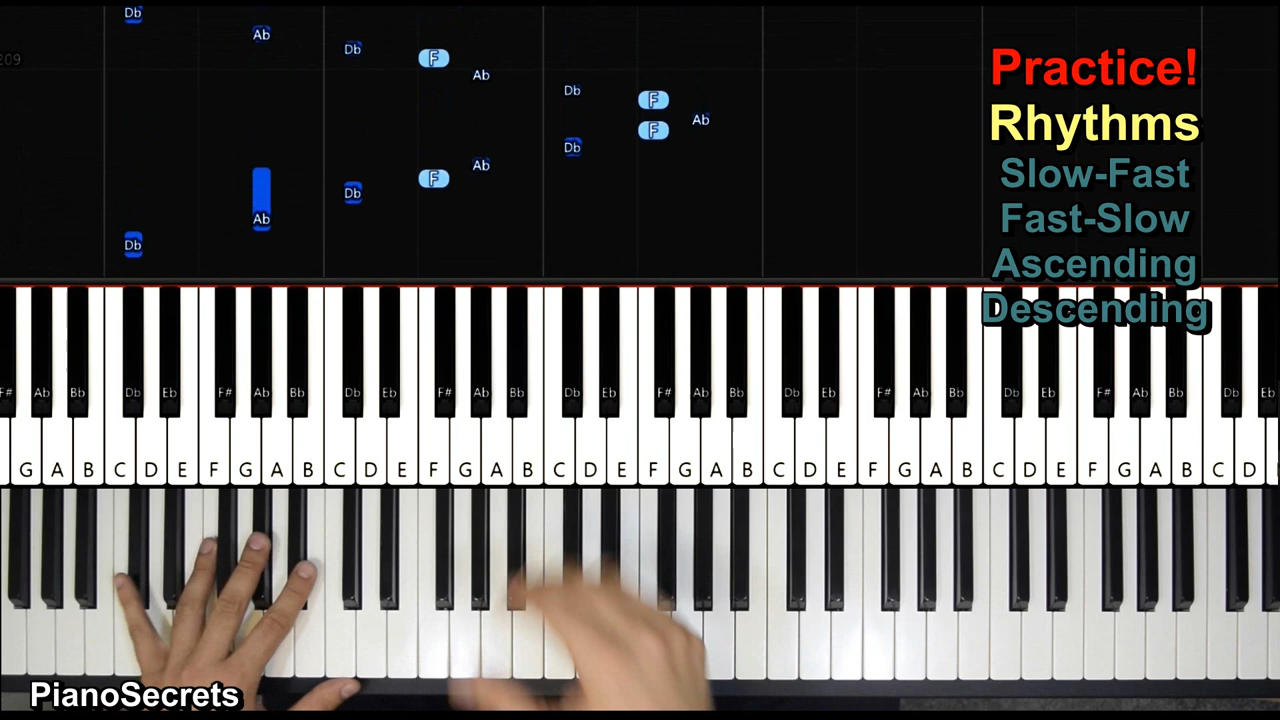 Db
Ab
Db
F
209
Ab
Db
F
Ab
F
Db
Ab
F
Db
Ab
Db
Practice!
Rhythms
Slow-Fast
Fast-Slow
Ascending
Descending
F# Ab Bb Db Eb F# Ab Bb Db Eb F# Ab Bb Db Eb F# Ab Bb Db Eb F# Ab Bb Db Eb F# Ab Bb Db Eb
G A B C D E F G A B C D E F G A B C D E F G A B C D E F G A B C D E F G A B C D
PianoSecrets